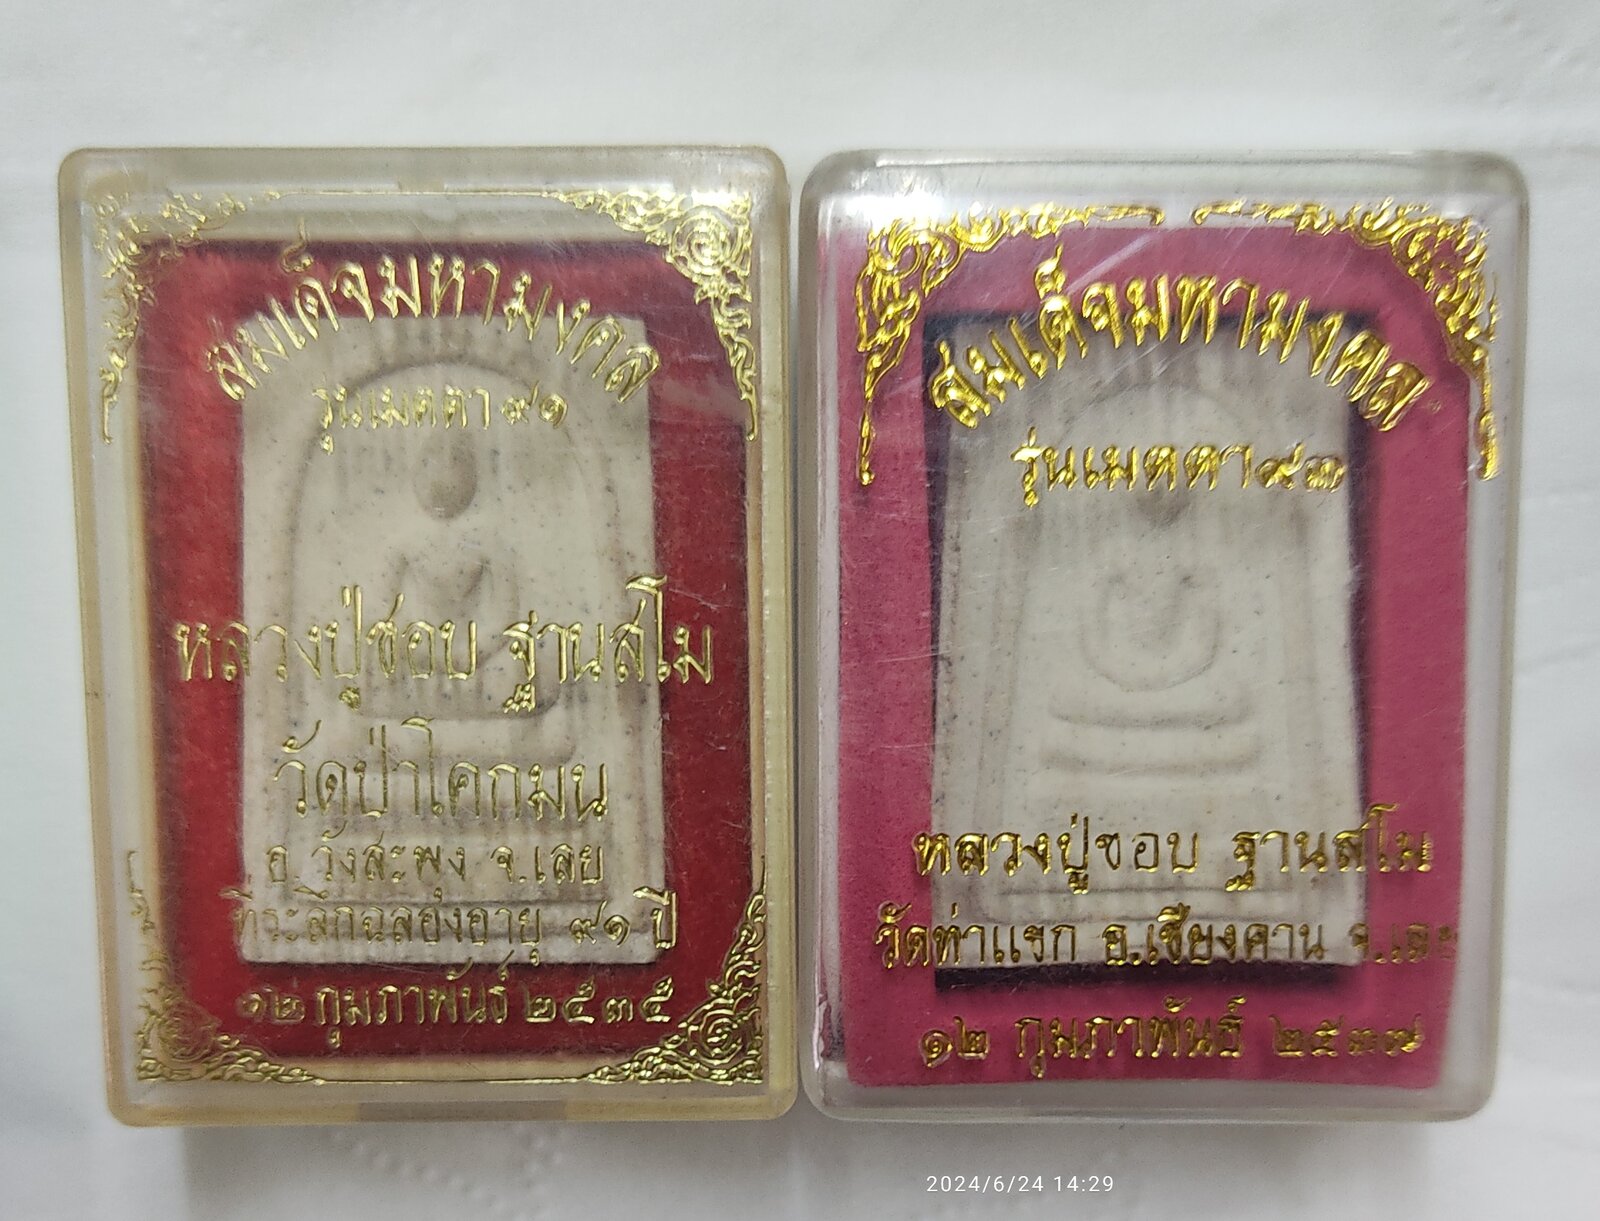 สมเด็จมหามงคล
รุ่นเมตตา ๙๑
หลวงปู่ชอบ ฐานสโม
วัดป่าโคกมน
อ.วังสะพุง จ.เลย
ที่ระลึกฉลองอายุ ๙๑ ปี
๑๒ กุมภาพันธ์ ๒๕๓๕
สมเด็จมหามงคล
รุ่นเมตตา ๙๓
หลวงปู่ชอบ ฐานสโม
วัดท่าแขก อ.เชียงคาน จ.เลย
๑๒ กุมภาพันธ์ ๒๕๓๗
2024/6/24 14:29